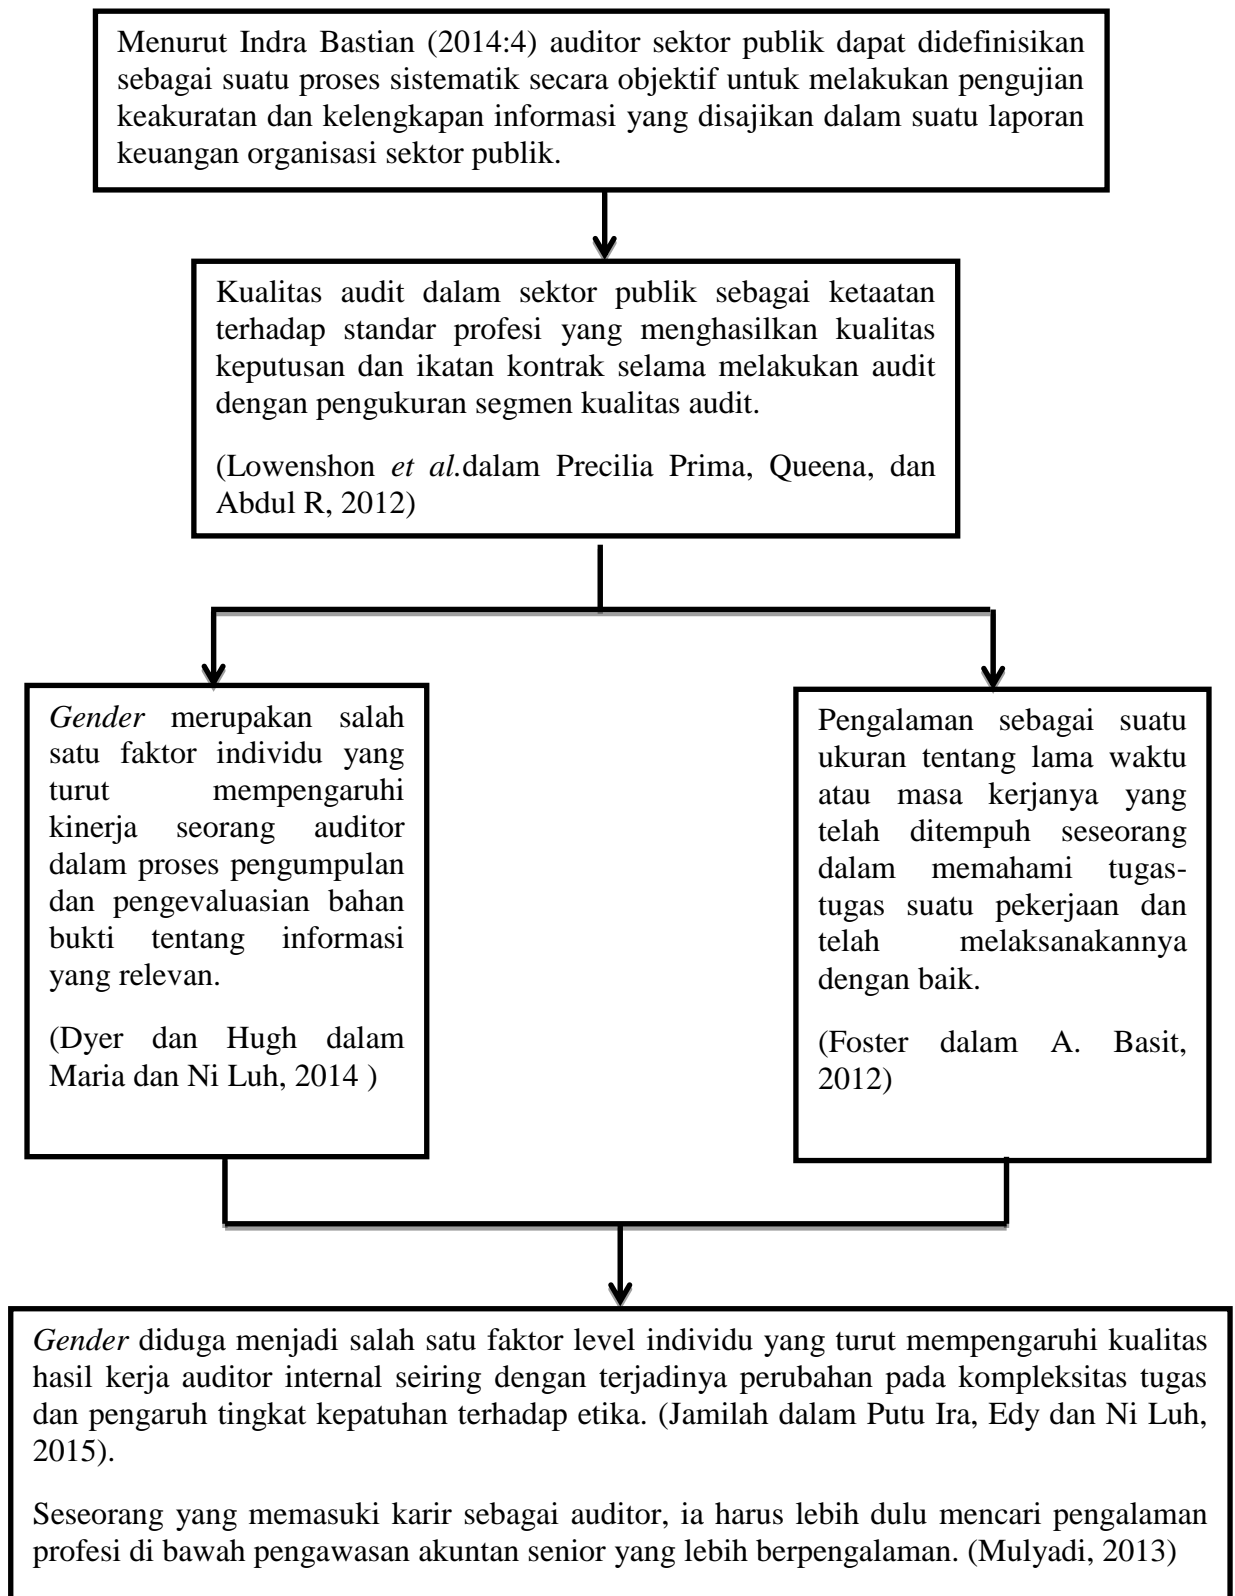 Menurut Indra Bastian (2014:4) auditor sektor publik dapat didefinisikan
sebagai suatu proses sistematik secara objektif untuk melakukan pengujian
keakuratan dan kelengkapan informasi yang disajikan dalam suatu laporan
keuangan organisasi sektor publik.
Kualitas audit dalam sektor publik sebagai ketaatan
terhadap standar profesi yang menghasilkan kualitas
keputusan dan ikatan kontrak selama melakukan audit
dengan pengukuran segmen kualitas audit.
(Lowenshon et al.dalam Precilia Prima, Queena, dan
Abdul R, 2012)
Gender merupakan salah
satu faktor individu yang
turut mempengaruhi
kinerja seorang auditor
dalam proses pengumpulan
dan pengevaluasian bahan
bukti tentang informasi
yang relevan.
(Dyer dan Hugh dalam
Maria dan Ni Luh, 2014 )
Pengalaman sebagai suatu
ukuran tentang lama waktu
atau masa kerjanya yang
telah ditempuh seseorang
dalam memahami tugas-
tugas suatu pekerjaan dan
telah melaksanakannya
dengan baik.
(Foster dalam A. Basit,
2012)
Gender diduga menjadi salah satu faktor level individu yang turut mempengaruhi kualitas
hasil kerja auditor internal seiring dengan terjadinya perubahan pada kompleksitas tugas
dan pengaruh tingkat kepatuhan terhadap etika. (Jamilah dalam Putu Ira, Edy dan Ni Luh,
2015).
Seseorang yang memasuki karir sebagai auditor, ia harus lebih dulu mencari pengalaman
profesi di bawah pengawasan akuntan senior yang lebih berpengalaman. (Mulyadi, 2013)